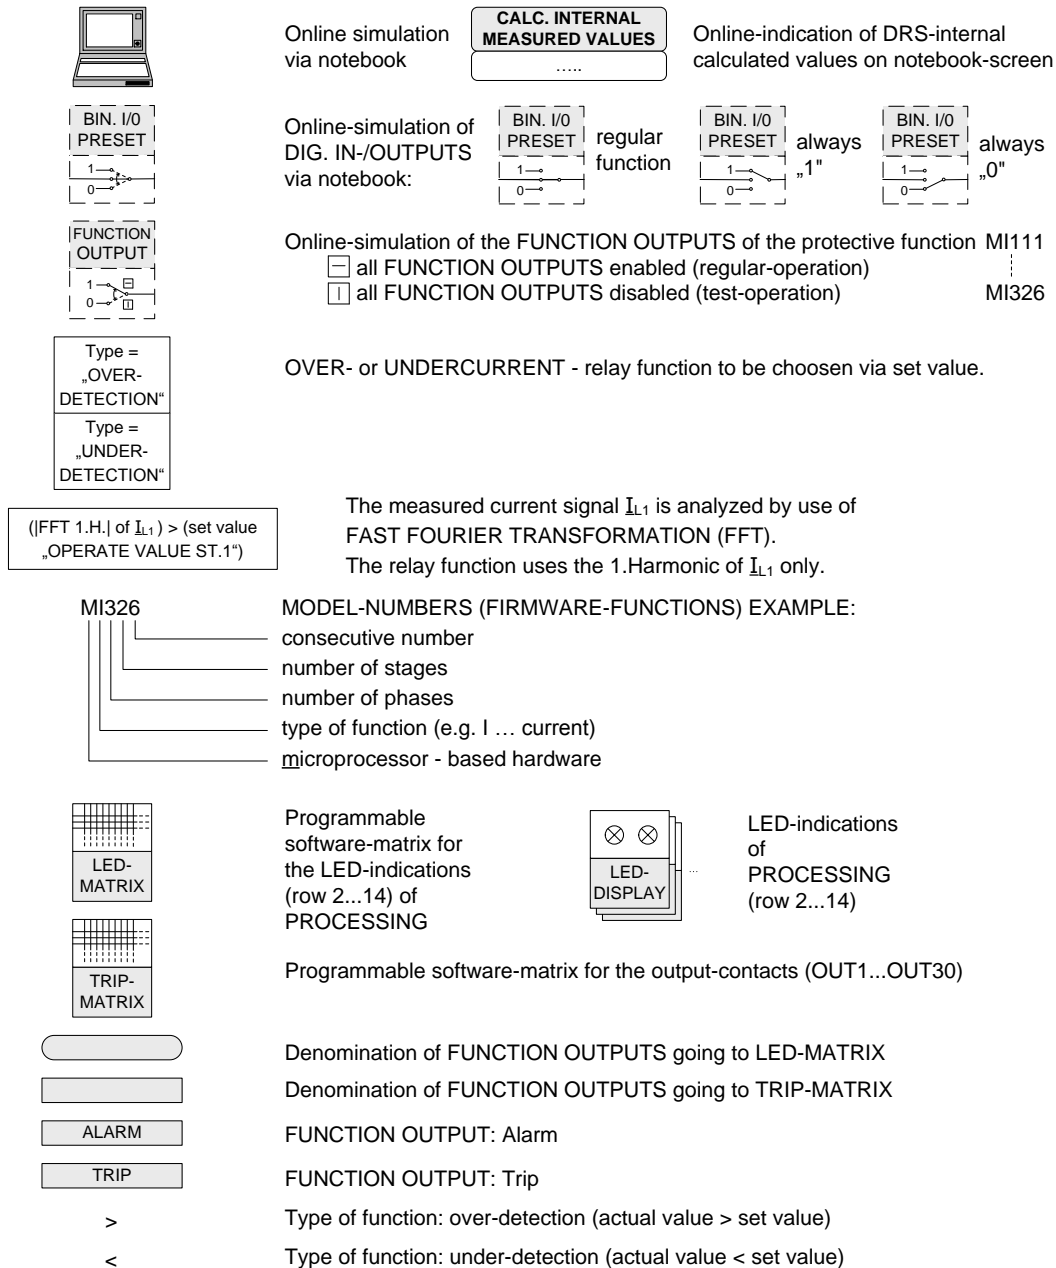 Online simulation
via notebook
CALC. INTERNAL
MEASURED VALUES
.....
Online-indication of DRS-internal
calculated values on notebook-screen
BIN. I/0
PRESET
1
0
Online-simulation of
DIG. IN-/OUTPUTS
via notebook:
BIN. I/0
PRESET
1
0
regular
function
BIN. I/0
PRESET
1
0
always
„1"
BIN. I/0
PRESET
1
0
always
„0"
FUNCTION
OUTPUT
1
0
Online-simulation of the FUNCTION OUTPUTS of the protective function MI111
all FUNCTION OUTPUTS enabled (regular-operation)
all FUNCTION OUTPUTS disabled (test-operation) MI326
Type =
„OVER-
DETECTION“
Type =
„UNDER-
DETECTION“
OVER- or UNDERCURRENT - relay function to be choosen via set value.
(|FFT 1.H.| of IL1) > (set value
„OPERATE VALUE ST.1“)
The measured current signal IL1 is analyzed by use of
FAST FOURIER TRANSFORMATION (FFT).
The relay function uses the 1.Harmonic of IL1 only.
MI326
MODEL-NUMBERS (FIRMWARE-FUNCTIONS) EXAMPLE:
consecutive number
number of stages
number of phases
type of function (e.g. I … current)
microprocessor - based hardware
LED-
MATRIX
Programmable
software-matrix for
the LED-indications
(row 2...14) of
PROCESSING
LED-
DISPLAY
...
LED-indications
of
PROCESSING
(row 2...14)
TRIP-
MATRIX
Programmable software-matrix for the output-contacts (OUT1...OUT30)
Denomination of FUNCTION OUTPUTS going to LED-MATRIX
Denomination of FUNCTION OUTPUTS going to TRIP-MATRIX
ALARM
FUNCTION OUTPUT: Alarm
TRIP
FUNCTION OUTPUT: Trip
> Type of function: over-detection (actual value > set value)
< Type of function: under-detection (actual value < set value)